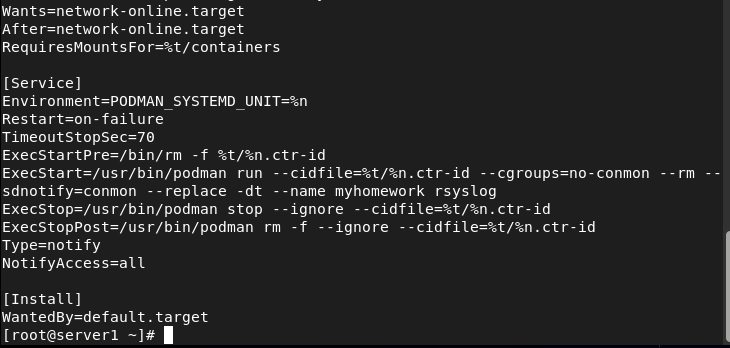 Wants=network-online.target
After=network-online.target
RequiresMountsFor=%t/containers

[Service]
Environment=PODMAN_SYSTEMD_UNIT=%n
Restart=on-failure
TimeoutStopSec=70
ExecStartPre=/bin/rm -f %t/%n.ctr-id
ExecStart=/usr/bin/podman run --cidfile=%t/%n.ctr-id --cgroups=no-conmon --rm --
sdnotify=conmon --replace -dt --name myhomework rsyslog
ExecStop=/usr/bin/podman stop --ignore --cidfile=%t/%n.ctr-id
ExecStopPost=/usr/bin/podman rm -f --ignore --cidfile=%t/%n.ctr-id
Type=notify
NotifyAccess=all

[Install]
WantedBy=default.target
[root@server1 ~]#